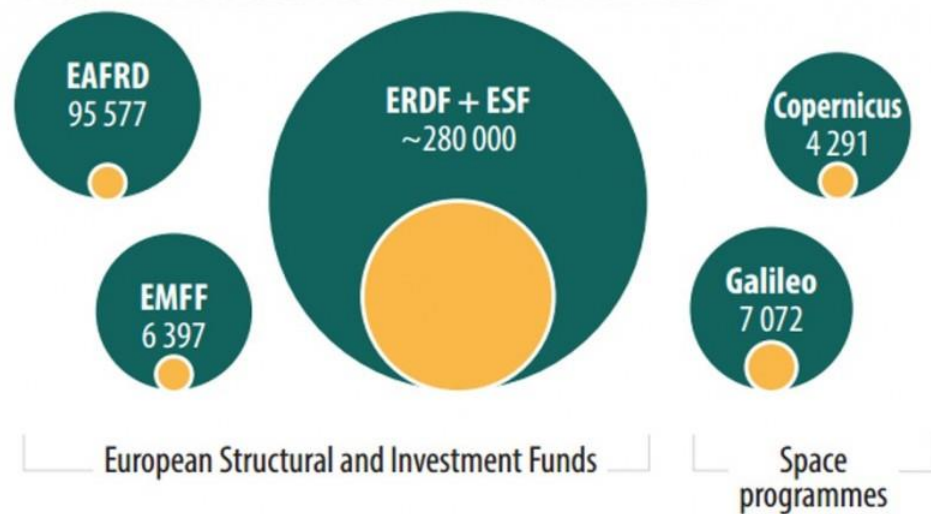 EAFRD
95 577
ERDF + ESF
~280 000
Copernicus
4 291
EMFF
6 397
Galileo
7 072
European Structural and Investment Funds
Space
programmes